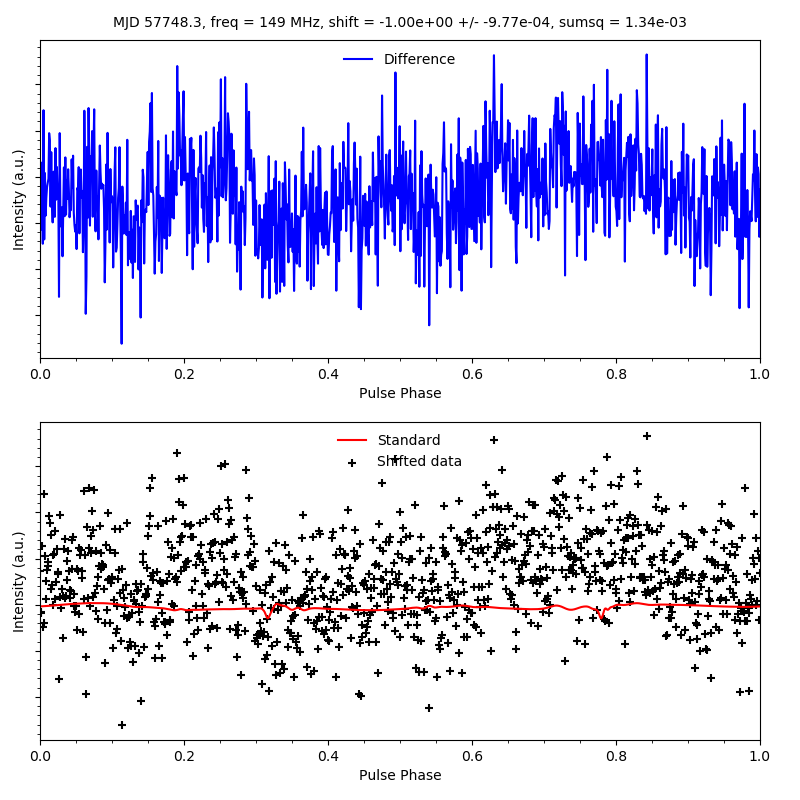 MJD 57748.3, freq = 149 MHz, shift = -1.00e+00 +/- -9.77e-04, sumsq = 1.34e-03
Difference
Intensity (a.u.)
0.0 0.2 0.4 0.6 0.8 1.0
Pulse Phase
Standard
Shifted data
Intensity (a.u.)
0.0 0.2 0.4 0.6 0.8 1.0
Pulse Phase